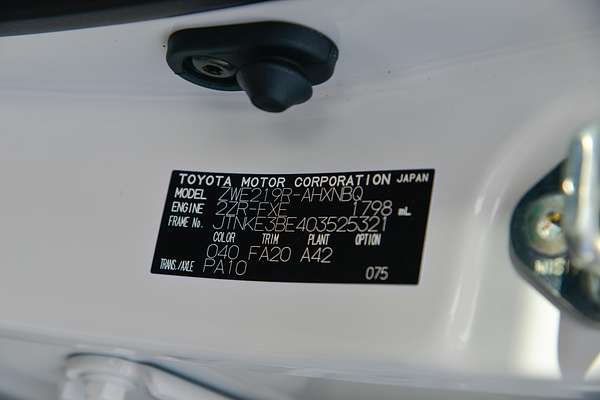 TOYOTA MOTOR CORPORATION JAPAN
MODEL ZWE219R-AHXNBQ
ENGINE 2ZR-FXE 1798 mL
FRAME No. JTNKE3BE403525321
COLOR TRIM PLANT OPTION
040 FA20 A42
TRANS./AXLE PA10 075